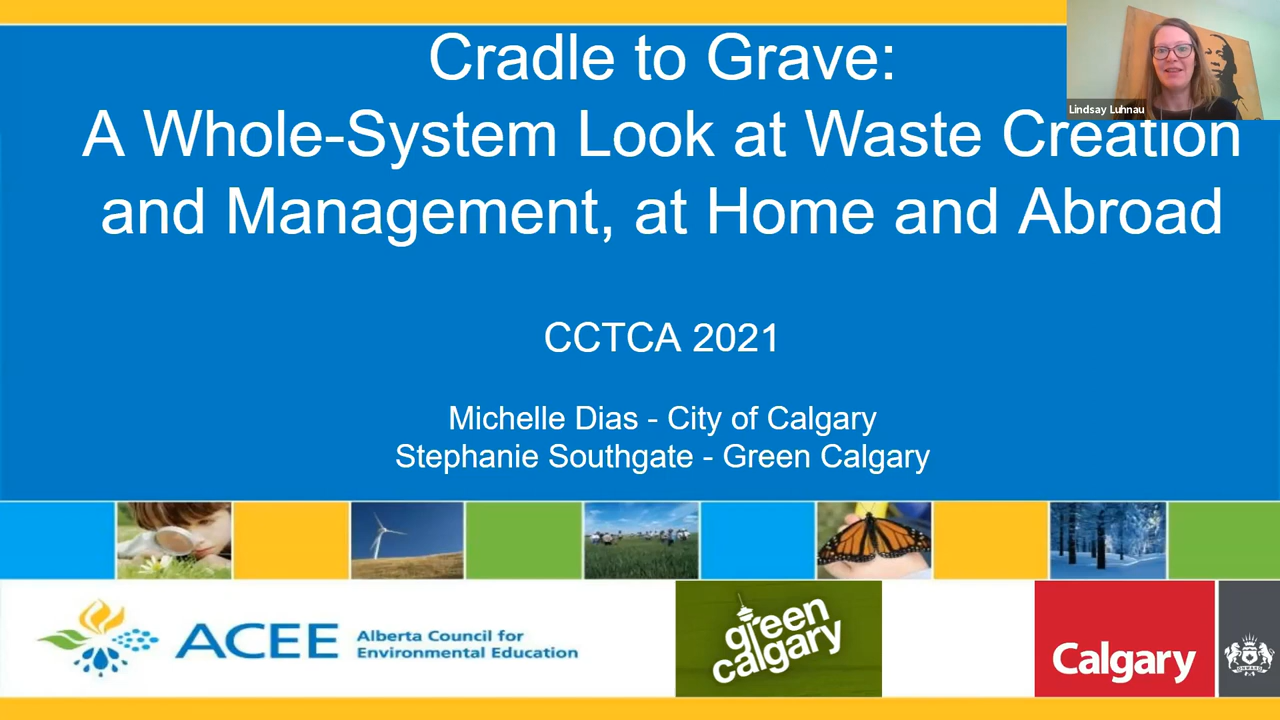 Cradle to Grave:
A Whole-System Look at Waste Creation
and Management, at Home and Abroad
Lindsay Luhnau
CCTCA 2021
Michelle Dias - City of Calgary
Stephanie Southgate - Green Calgary
ACEE
Alberta Council for
Environmental Education
green
calgary
Calgary
ONWARD